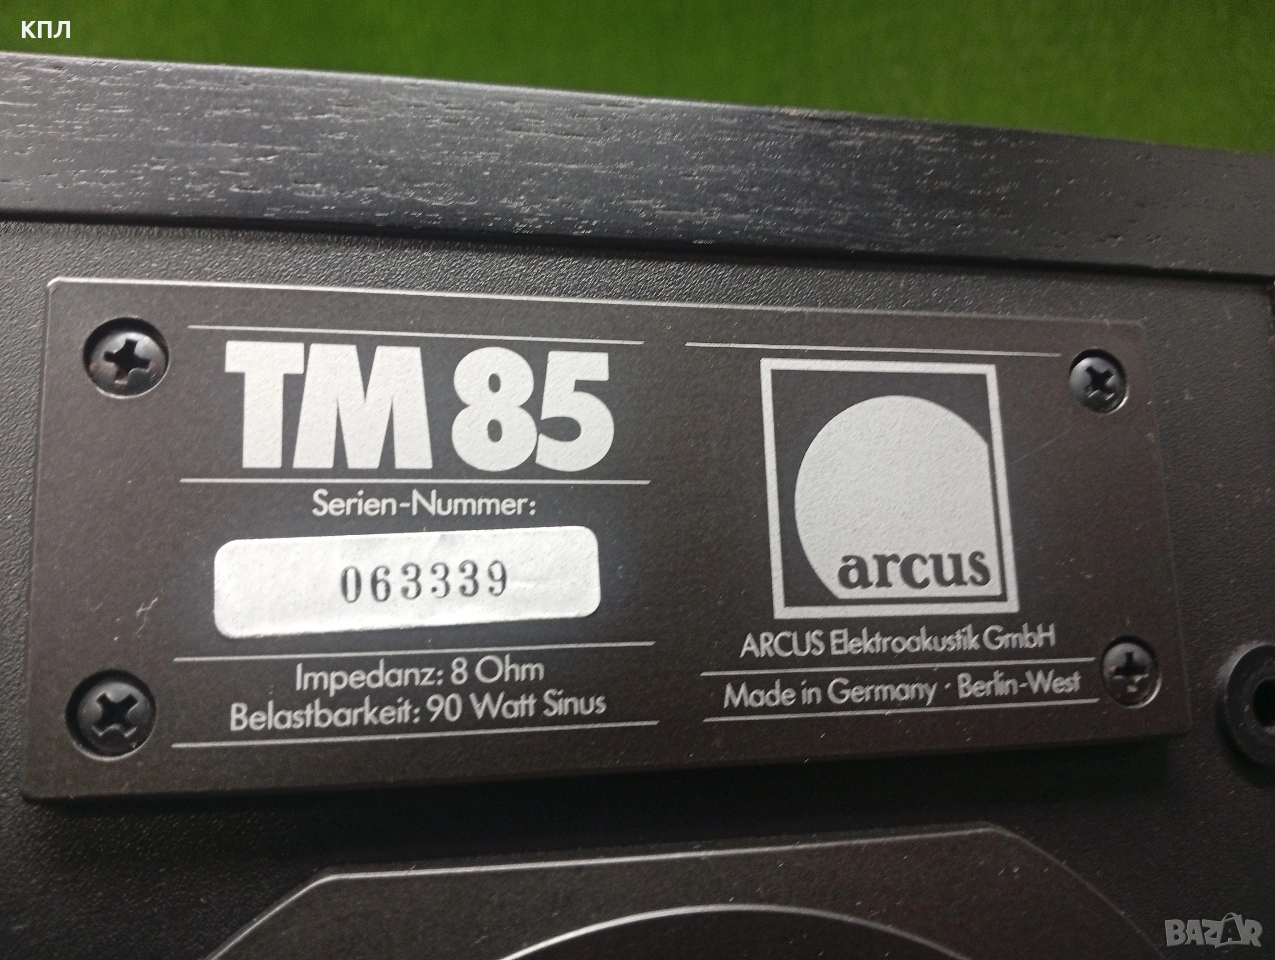 КПЛ
TM 85
Serien-Nummer:
063339
Impedanz: 8 Ohm
Belastbarkeit: 90 Watt Sinus
arcus
ARCUS Elektroakustik GmbH
Made in Germany · Berlin-West
BAZAR